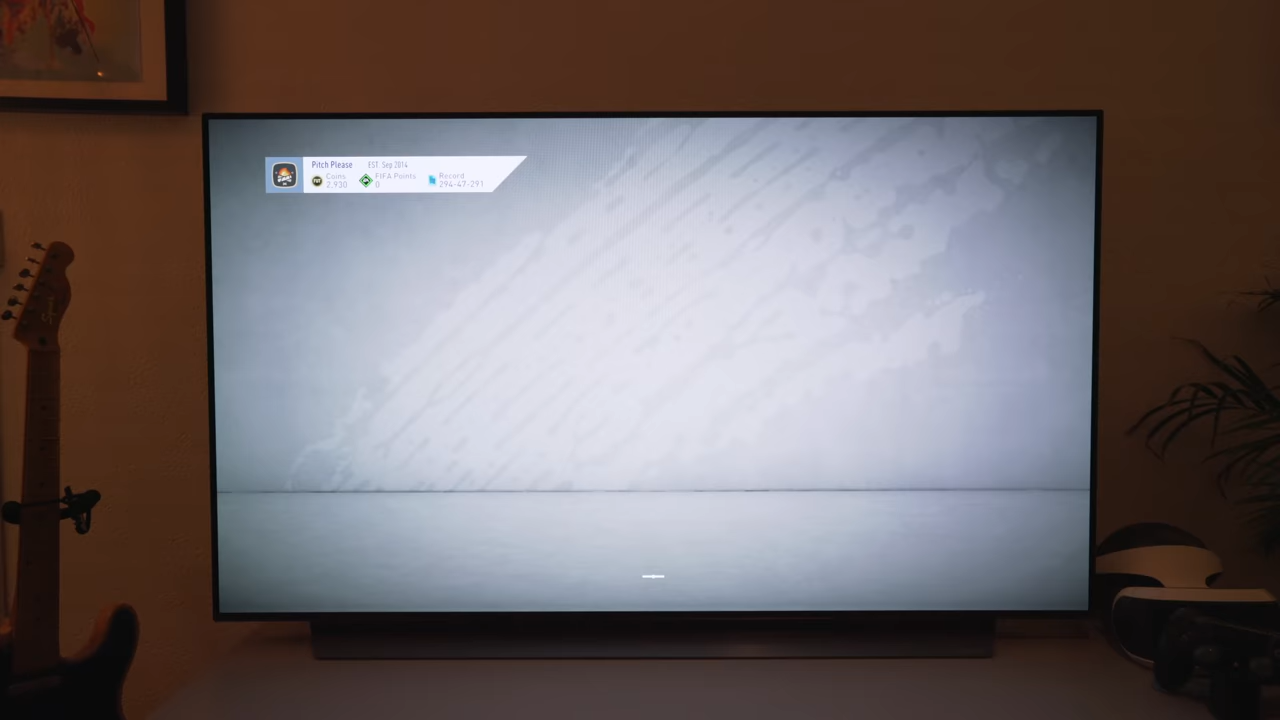 Pitch Please EST. Sep 2014
Coins FIFA Points Record
2,930 0 294-47-291